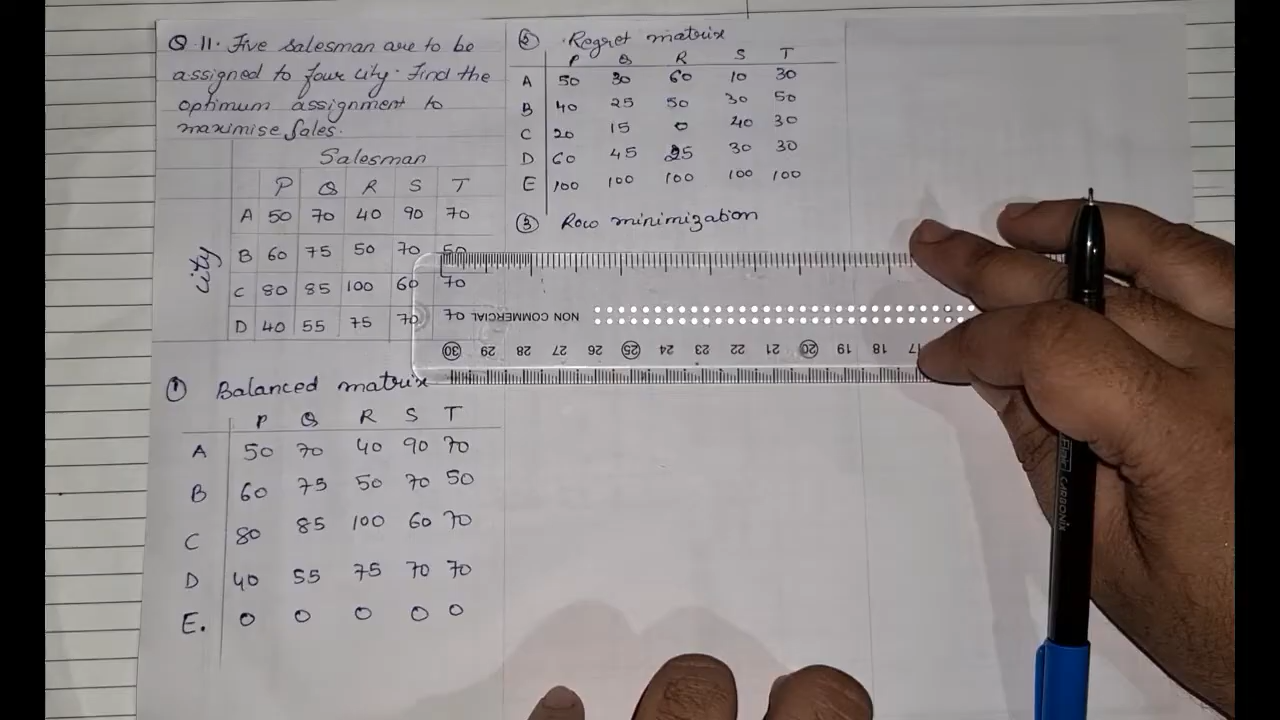 Q.11. Five salesman are to be
assigned to four city. Find the
optimum assignment to
maximise Sales.
Salesman
P Q R S T
city
A 50 70 40 90 70
B 60 75 50 70 50
C 80 85 100 60 70
D 40 55 75 70 70
① Balanced matrix
P Q R S T
A 50 70 40 90 70
B 60 75 50 70 50
C 80 85 100 60 70
D 40 55 75 70 70
E. 0 0 0 0 0
② Regret matrix
P Q R S T
A 50 30 60 10 30
B 40 25 50 30 50
C 20 15 0 40 30
D 60 45 25 30 30
E 100 100 100 100 100
③ Row minimization
NON COMMERCIAL
30 29 28 27 26 25 24 23 22 21 20 19 18 17
CARBONIX